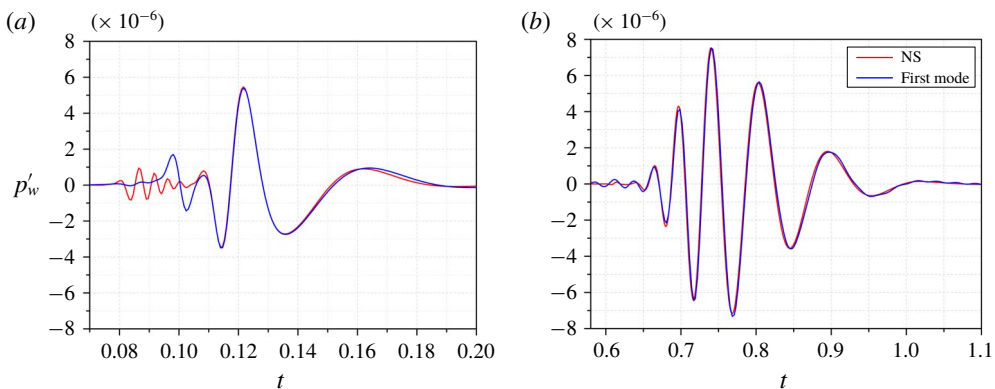 (a) (× 10⁻⁶)
8
6
4
2
0
−2
−4
−6
−8
p′w
0.08 0.10 0.12 0.14 0.16 0.18 0.20
t
(b) (× 10⁻⁶)
8
6
4
2
0
−2
−4
−6
−8
NS
First mode
0.6 0.7 0.8 0.9 1.0 1.1
t